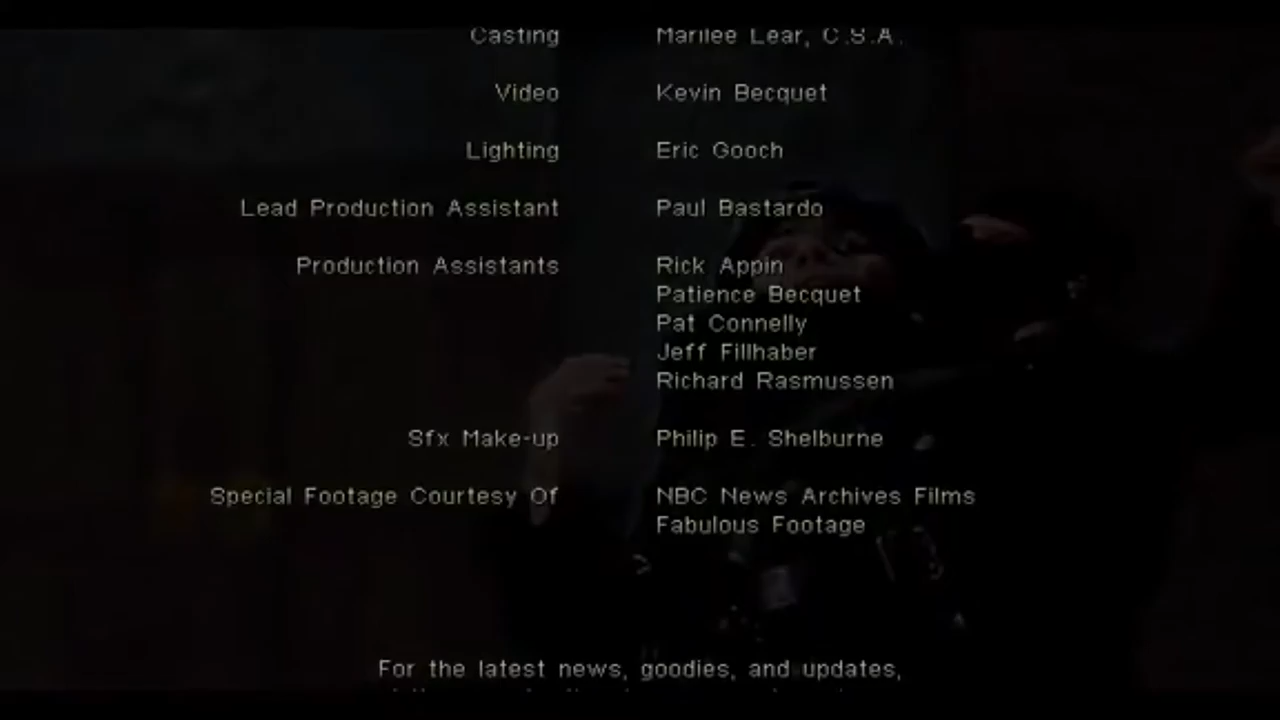 Casting Marilee Lear, C.S.A.
Video Kevin Becquet
Lighting Eric Gooch
Lead Production Assistant Paul Bastardo
Production Assistants Rick Appin
Patience Becquet
Pat Connelly
Jeff Fillhaber
Richard Rasmussen
Sfx Make-up Philip E. Shelburne
Special Footage Courtesy Of NBC News Archives Films
Fabulous Footage
For the latest news, goodies, and updates,